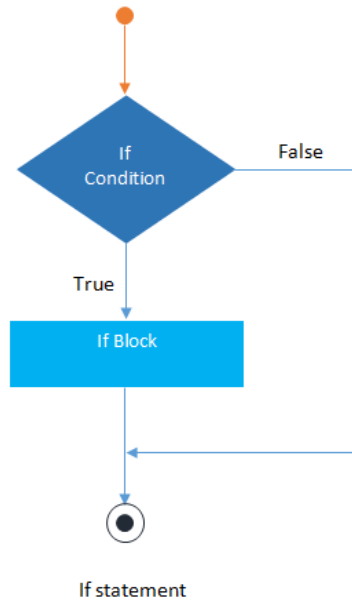 If
Condition
False
True
If Block
If statement